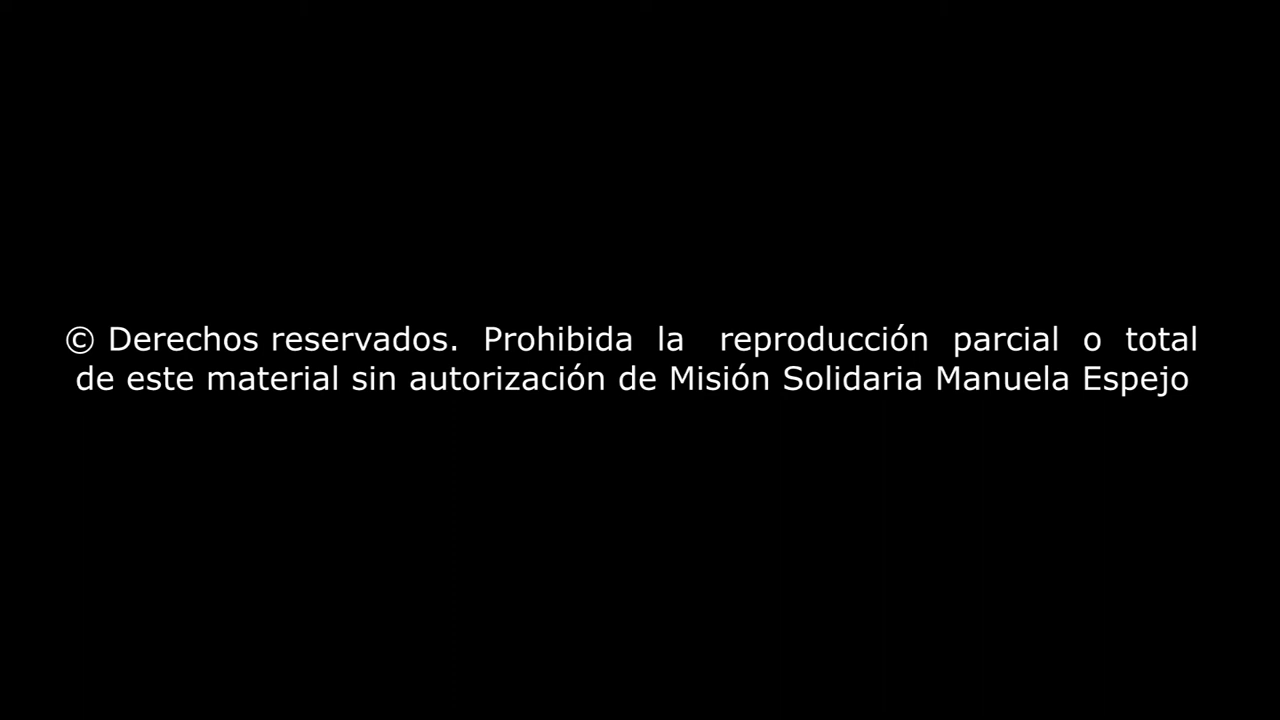 © Derechos reservados. Prohibida la reproducción parcial o total
de este material sin autorización de Misión Solidaria Manuela Espejo